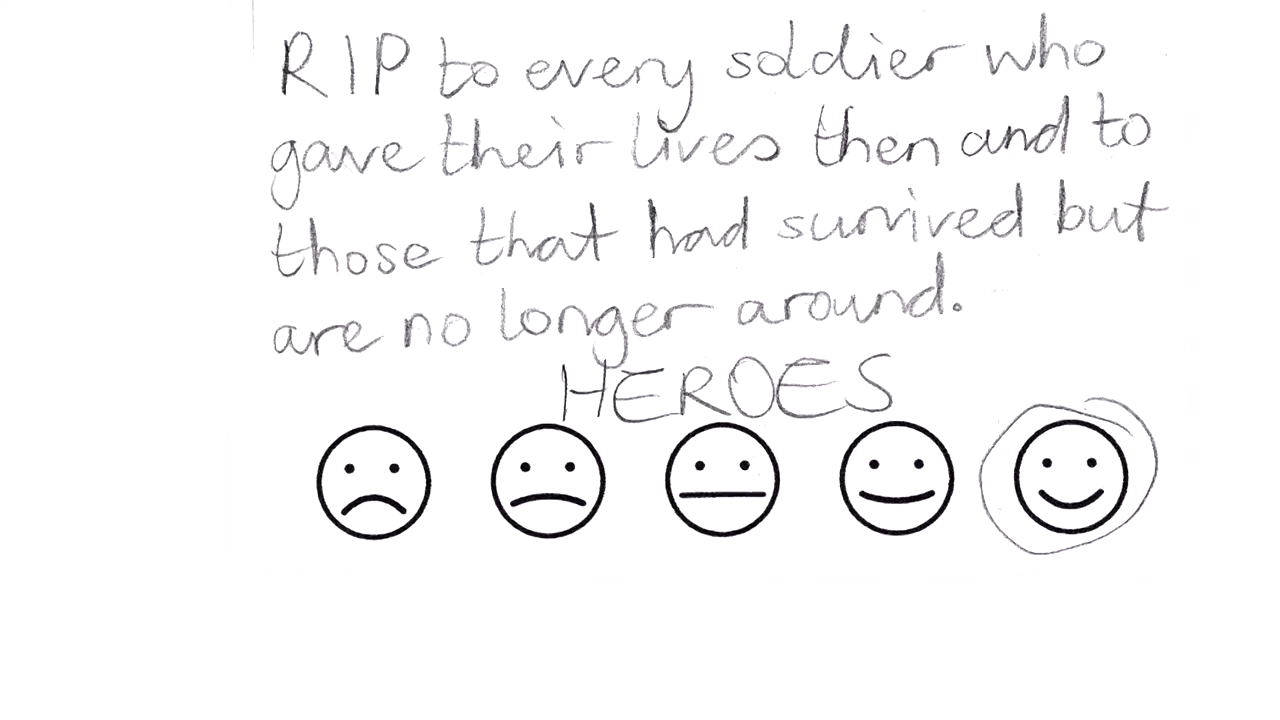 RIP to every soldier who
gave their lives then and to
those that had survived but
are no longer around.
HEROES